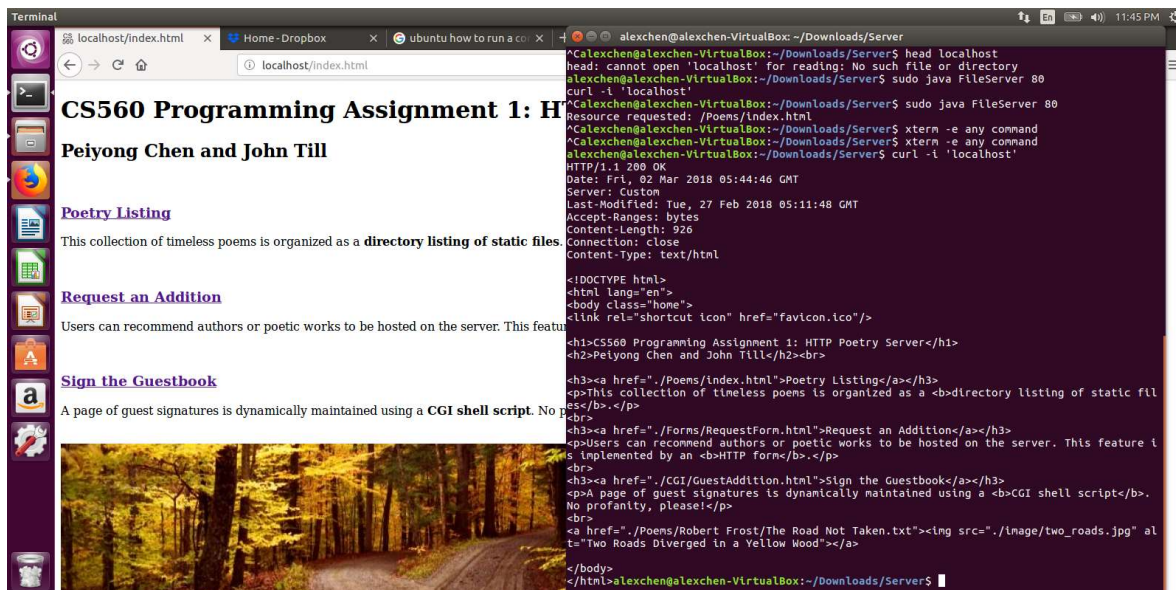 Terminal
En
11:45 PM
localhost/index.html
Home - Dropbox
ubuntu how to run a co
localhost/index.html
CS560 Programming Assignment 1: H
Peiyong Chen and John Till
Poetry Listing
This collection of timeless poems is organized as a directory listing of static files.
Request an Addition
Users can recommend authors or poetic works to be hosted on the server. This featu
Sign the Guestbook
A page of guest signatures is dynamically maintained using a CGI shell script. No p
alexchen@alexchen-VirtualBox: ~/Downloads/Server
^Calexchen@alexchen-VirtualBox:~/Downloads/Server$ head localhost
head: cannot open 'localhost' for reading: No such file or directory
alexchen@alexchen-VirtualBox:~/Downloads/Server$ sudo java FileServer 80
curl -i 'localhost'
^Calexchen@alexchen-VirtualBox:~/Downloads/Server$ sudo java FileServer 80
Resource requested: /Poems/index.html
^Calexchen@alexchen-VirtualBox:~/Downloads/Server$ xterm -e any command
^Calexchen@alexchen-VirtualBox:~/Downloads/Server$ xterm -e any command
alexchen@alexchen-VirtualBox:~/Downloads/Server$ curl -i 'localhost'
HTTP/1.1 200 OK
Date: Fri, 02 Mar 2018 05:44:46 GMT
Server: Custom
Last-Modified: Tue, 27 Feb 2018 05:11:48 GMT
Accept-Ranges: bytes
Content-Length: 926
Connection: close
Content-Type: text/html
<!DOCTYPE html>
<html lang="en">
<body class="home">
<link rel="shortcut icon" href="favicon.ico"/>
<h1>CS560 Programming Assignment 1: HTTP Poetry Server</h1>
<h2>Peiyong Chen and John Till</h2><br>
<h3><a href="./Poems/index.html">Poetry Listing</a></h3>
<p>This collection of timeless poems is organized as a <b>directory listing of static fil
es</b>.</p>
<br>
<h3><a href="./Forms/RequestForm.html">Request an Addition</a></h3>
<p>Users can recommend authors or poetic works to be hosted on the server. This feature i
s implemented by an <b>HTTP form</b>.</p>
<br>
<h3><a href="./CGI/GuestAddition.html">Sign the Guestbook</a></h3>
<p>A page of guest signatures is dynamically maintained using a <b>CGI shell script</b>.
No profanity, please!</p>
<br>
<a href="./Poems/Robert Frost/The Road Not Taken.txt"><img src="./image/two_roads.jpg" al
t="Two Roads Diverged in a Yellow Wood"></a>
</body>
</html>alexchen@alexchen-VirtualBox:~/Downloads/Server$